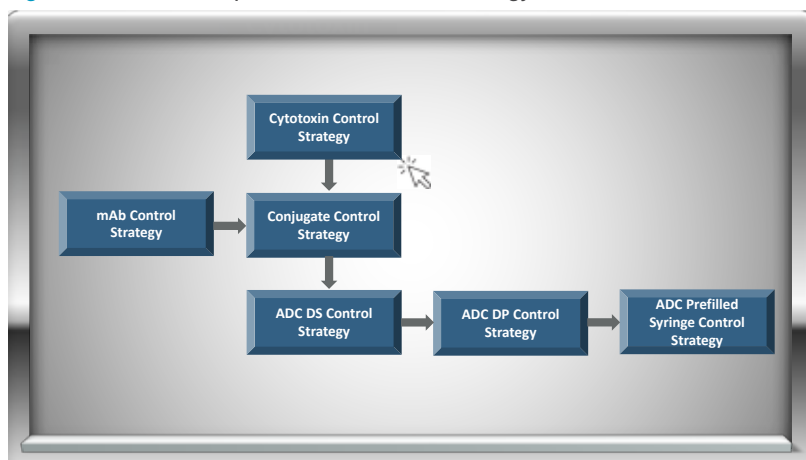 Cytotoxin Control
Strategy
mAb Control
Strategy
Conjugate Control
Strategy
ADC DS Control
Strategy
ADC DP Control
Strategy
ADC Prefilled
Syringe Control
Strategy